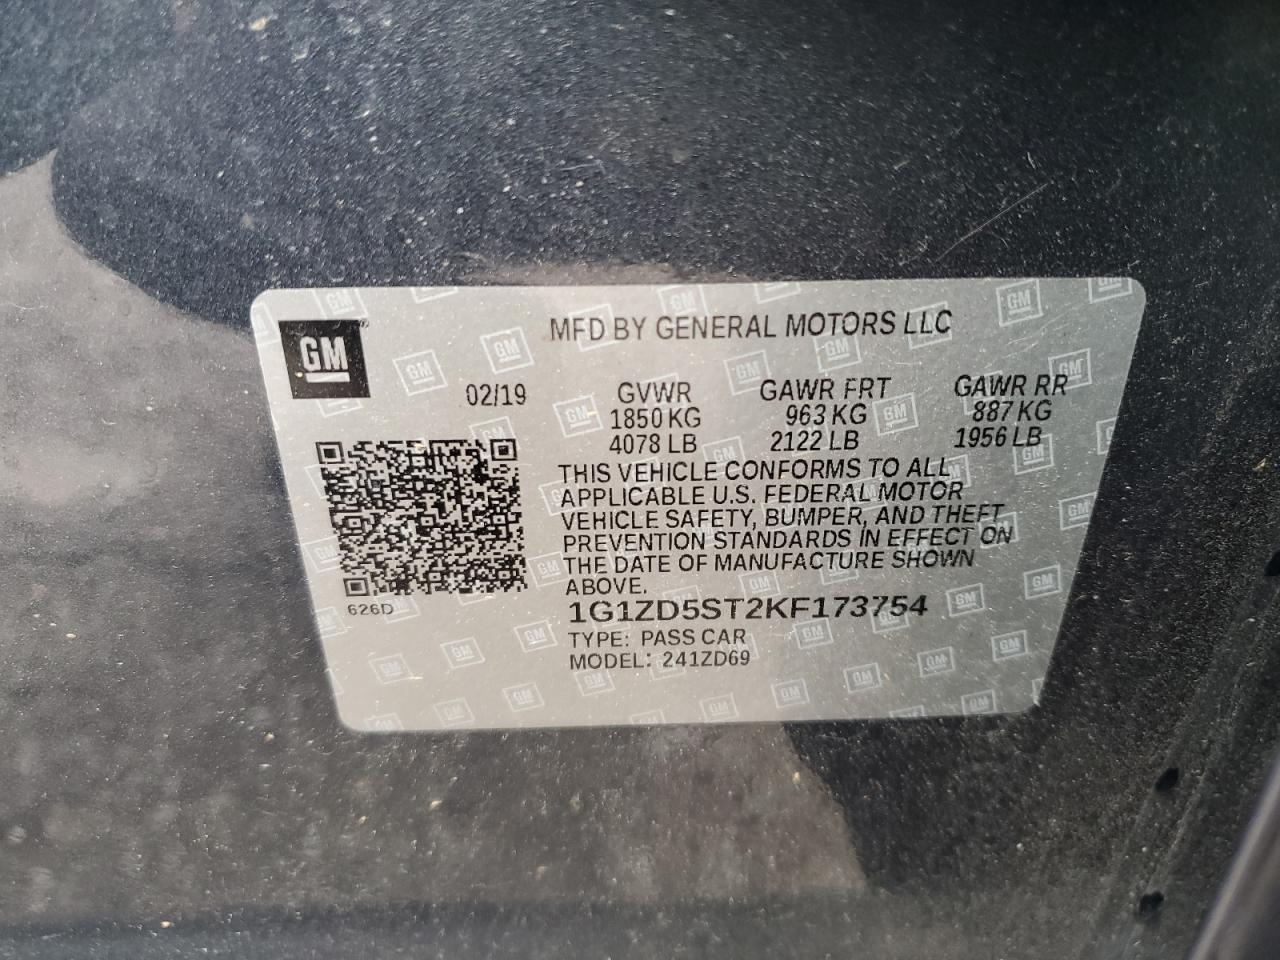 MFD BY GENERAL MOTORS LLC
GM®
02/19 GVWR GAWR FRT GAWR RR
1850 KG 963 KG 887 KG
4078 LB 2122 LB 1956 LB
THIS VEHICLE CONFORMS TO ALL
APPLICABLE U.S. FEDERAL MOTOR
VEHICLE SAFETY, BUMPER, AND THEFT
PREVENTION STANDARDS IN EFFECT ON
THE DATE OF MANUFACTURE SHOWN
ABOVE.
626D
1G1ZD5ST2KF173754
TYPE: PASS CAR
MODEL: 241ZD69